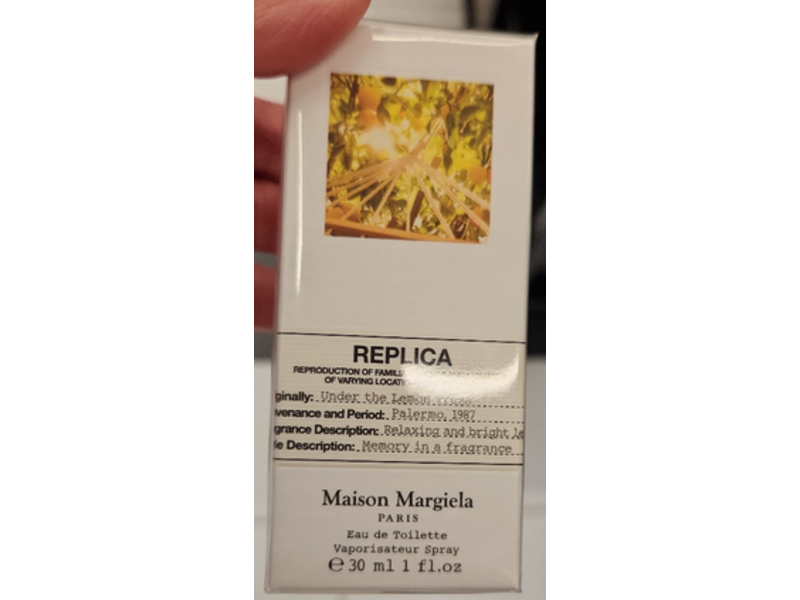 REPLICA
REPRODUCTION OF FAMILI
OF VARYING LOCATI
ginally: Under the Lemon
venance and Period: Palermo, 1987
grance Description: Relaxing and bright le
le Description: Memory in a fragrance
Maison Margiela
PARIS
Eau de Toilette
Vaporisateur Spray
℮ 30 ml 1 fl.oz